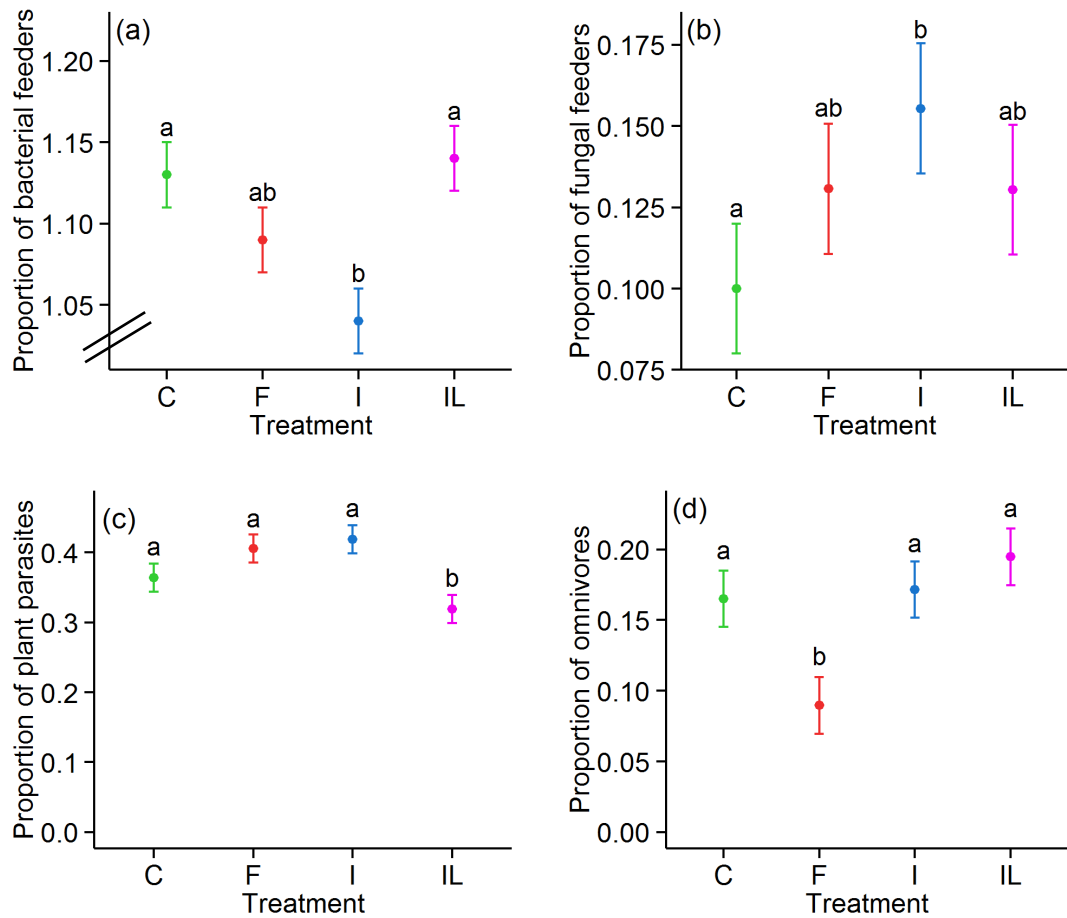 (a)
Proportion of bacterial feeders
1.20
1.15
1.10
1.05
a
ab
b
a
C F I IL
Treatment
(b)
Proportion of fungal feeders
0.175
0.150
0.125
0.100
0.075
a
ab
b
ab
C F I IL
Treatment
(c)
Proportion of plant parasites
0.4
0.3
0.2
0.1
0.0
a
a
a
b
C F I IL
Treatment
(d)
Proportion of omnivores
0.20
0.15
0.10
0.05
0.00
a
b
a
a
C F I IL
Treatment